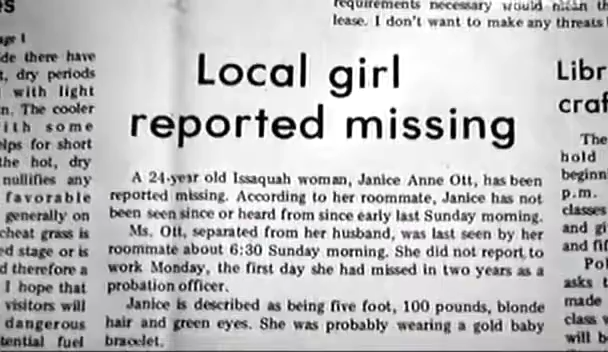 requirements necessary would mean th
lease. I don't want to make any threats
age 1
de there have
t, dry periods
with light
n. The cooler
ith some
elps for short
the hot, dry
nullifies any
favorable
generally on
cheat grass is
ed stage or is
d therefore a
I hope that
visitors will
dangerous
tential fuel
Local girl
reported missing
A 24-year old Issaquah woman, Janice Anne Ott, has been
reported missing. According to her roommate, Janice has not
been seen since or heard from since early last Sunday morning.
Ms. Ott, separated from her husband, was last seen by her
roommate about 6:30 Sunday morning. She did not report to
work Monday, the first day she had missed in two years as a
probation officer.
Janice is described as being five foot, 100 pounds, blonde
hair and green eyes. She was probably wearing a gold baby
bracelet.
Libr
craf
The
hold
beginn
p.m.
classes
and gi
and fif
Pol
asks t
made
class w
will b